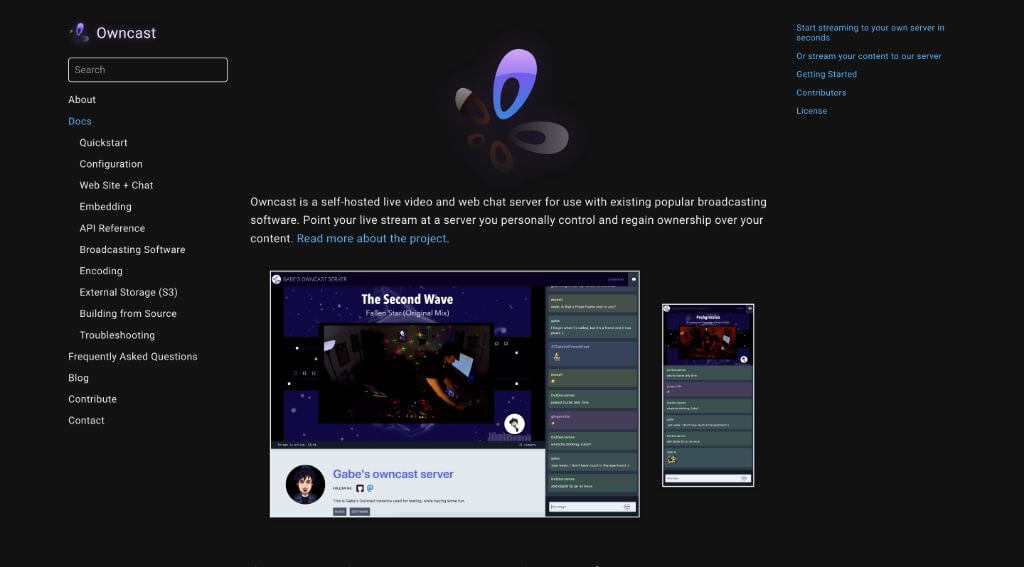 Owncast
Search
About
Docs
Quickstart
Configuration
Web Site + Chat
Embedding
API Reference
Broadcasting Software
Encoding
External Storage (S3)
Building from Source
Troubleshooting
Frequently Asked Questions
Blog
Contribute
Contact
Owncast is a self-hosted live video and web chat server for use with existing popular broadcasting
software. Point your live stream at a server you personally control and regain ownership over your
content. Read more about the project.
GABE'S OWNCAST SERVER
The Second Wave
Fallen Star (Original Mix)
Gabe's owncast server
FOLLOW ME:
This is Gabe's Owncast instance used for testing, while having some fun.
Start streaming to your own server in
seconds
Or stream your content to our server
Getting Started
Contributors
License